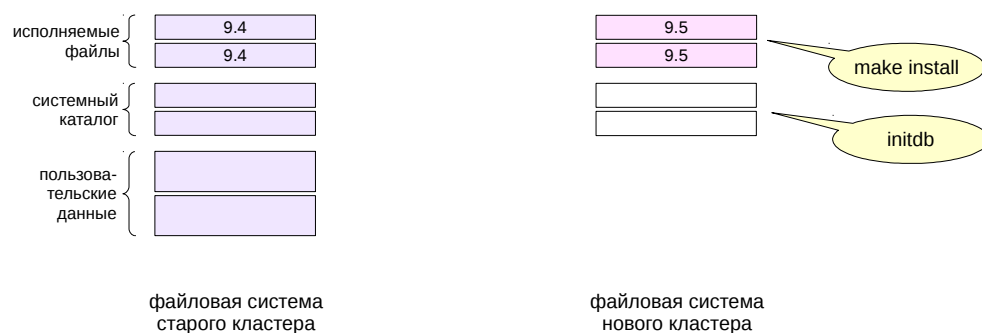 исполняемые
файлы
9.4
9.4
системный
каталог
пользова-
тельские
данные
файловая система
старого кластера
9.5
9.5
make install
initdb
файловая система
нового кластера